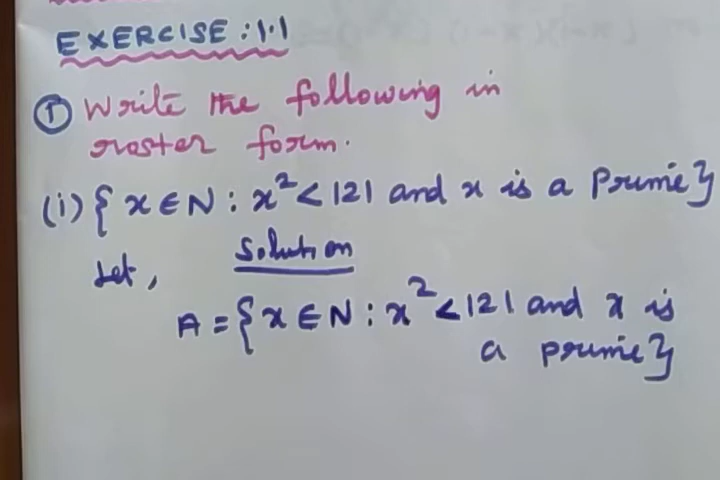 EXERCISE : 1.1
① Write the following in
roster form.
(i) { x ∈ N : x² < 121 and x is a prime }
Solution
Let,
A = { x ∈ N : x² < 121 and x is
a prime }